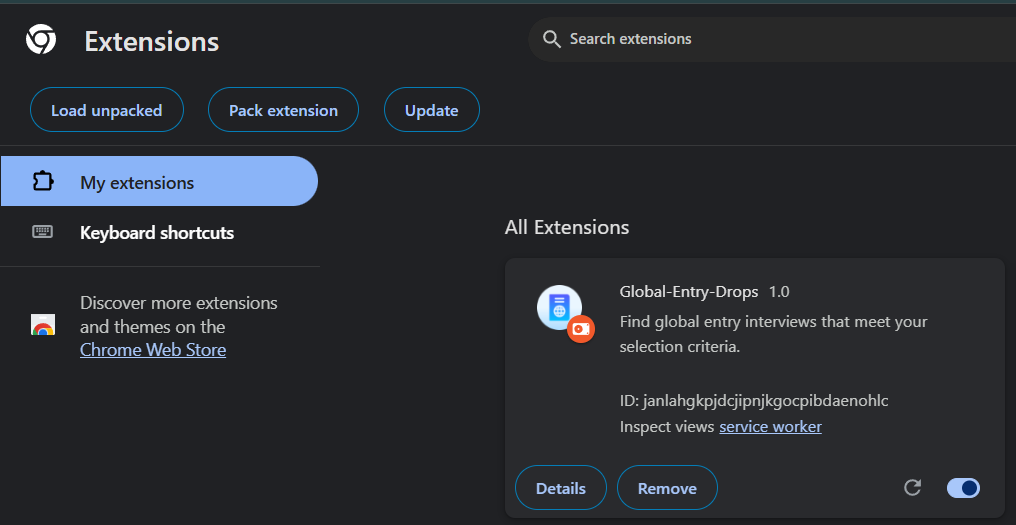 Extensions
Search extensions
Load unpacked
Pack extension
Update
My extensions
Keyboard shortcuts
Discover more extensions
and themes on the
Chrome Web Store
All Extensions
Global-Entry-Drops 1.0
Find global entry interviews that meet your
selection criteria.
ID: janlahgkpjdcjipnjkgocpibdaenohlc
Inspect views service worker
Details
Remove